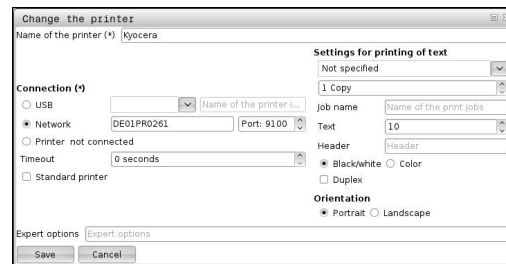 Change the printer
Name of the printer (*) Kyocera
Settings for printing of text
Not specified
Connection (*)
1 Copy
USB Name of the printer i...
Job name Name of the print jobs
Network DE01PR0261 Port: 9100
Text 10
Printer not connected
Header Header
Timeout 0 seconds
Black/white Color
Standard printer
Duplex
Orientation
Portrait Landscape
Expert options Expert options
Save Cancel